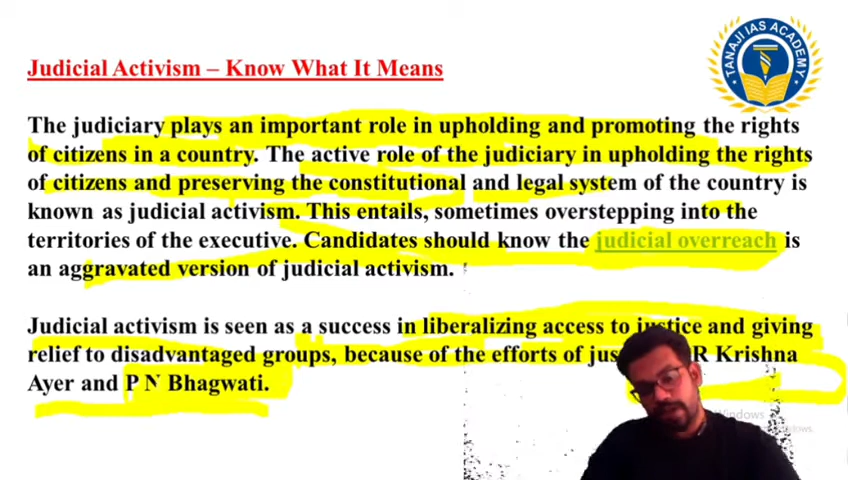 Judicial Activism – Know What It Means
TANAJI IAS ACADEMY
The judiciary plays an important role in upholding and promoting the rights
of citizens in a country. The active role of the judiciary in upholding the rights
of citizens and preserving the constitutional and legal system of the country is
known as judicial activism. This entails, sometimes overstepping into the
territories of the executive. Candidates should know the judicial overreach is
an aggravated version of judicial activism.
Judicial activism is seen as a success in liberalizing access to justice and giving
relief to disadvantaged groups, because of the efforts of R Krishna
Ayer and P N Bhagwati.
Windows